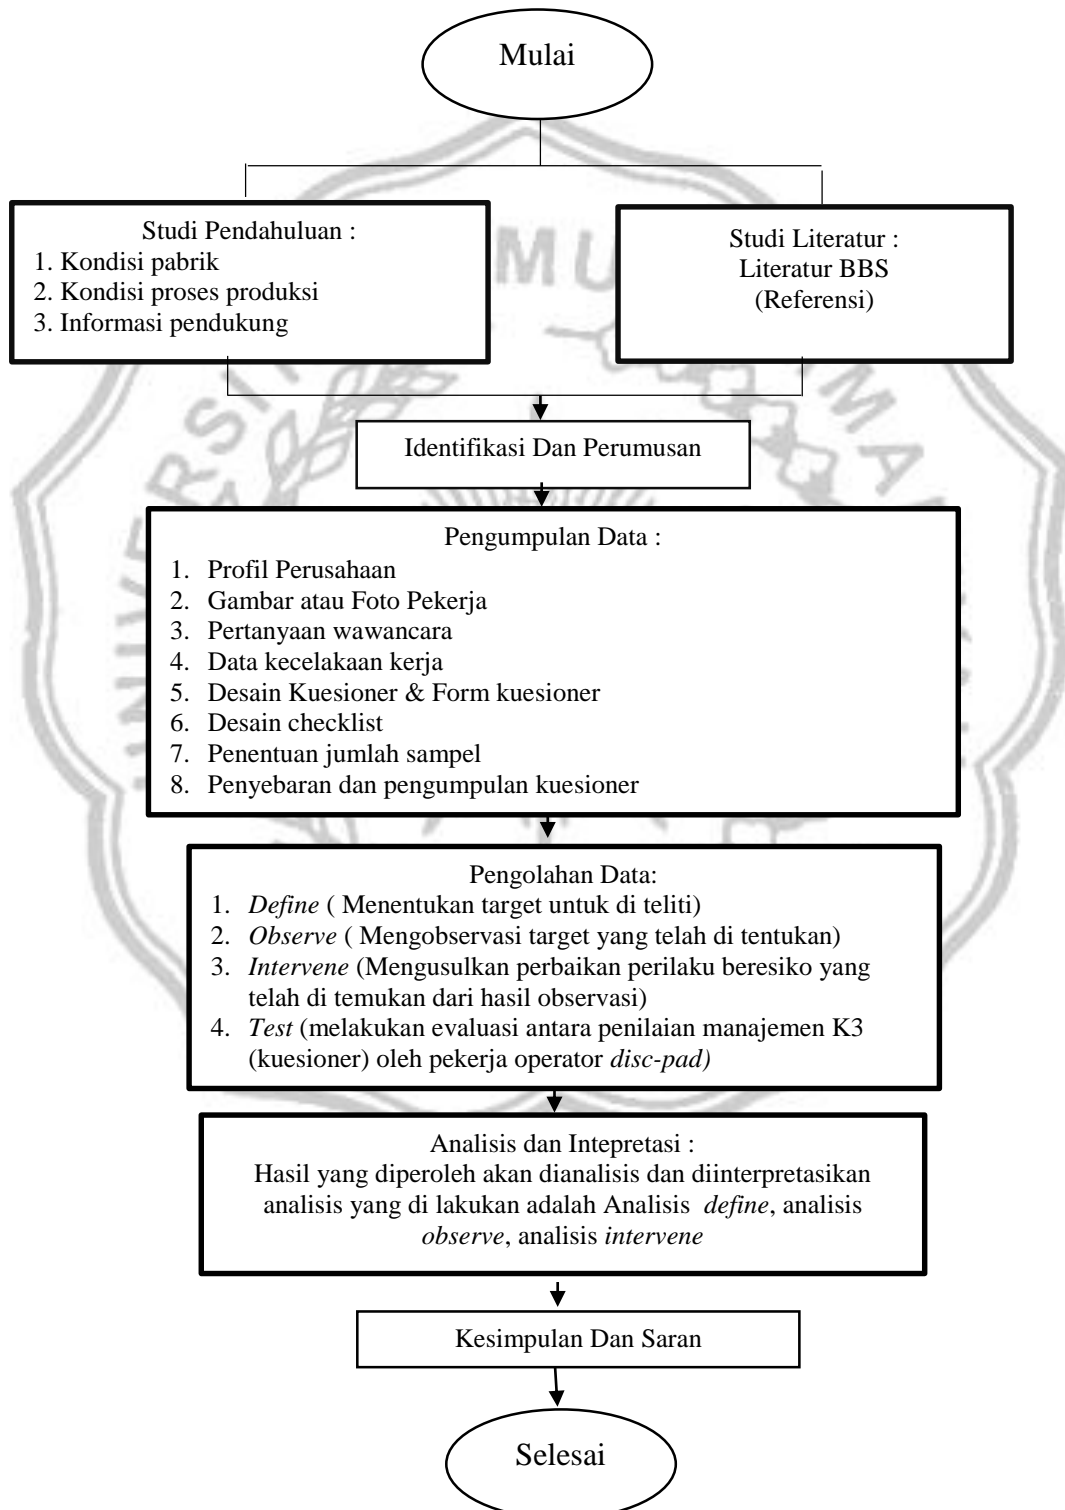 Mulai
Studi Pendahuluan :
1. Kondisi pabrik
2. Kondisi proses produksi
3. Informasi pendukung
Studi Literatur :
Literatur BBS
(Referensi)
Identifikasi Dan Perumusan
Pengumpulan Data :
1. Profil Perusahaan
2. Gambar atau Foto Pekerja
3. Pertanyaan wawancara
4. Data kecelakaan kerja
5. Desain Kuesioner & Form kuesioner
6. Desain checklist
7. Penentuan jumlah sampel
8. Penyebaran dan pengumpulan kuesioner
Pengolahan Data:
1. Define ( Menentukan target untuk di teliti)
2. Observe ( Mengobservasi target yang telah di tentukan)
3. Intervene (Mengusulkan perbaikan perilaku beresiko yang
telah di temukan dari hasil observasi)
4. Test (melakukan evaluasi antara penilaian manajemen K3
(kuesioner) oleh pekerja operator disc-pad)
Analisis dan Intepretasi :
Hasil yang diperoleh akan dianalisis dan diinterpretasikan
analisis yang di lakukan adalah Analisis define, analisis
observe, analisis intervene
Kesimpulan Dan Saran
Selesai